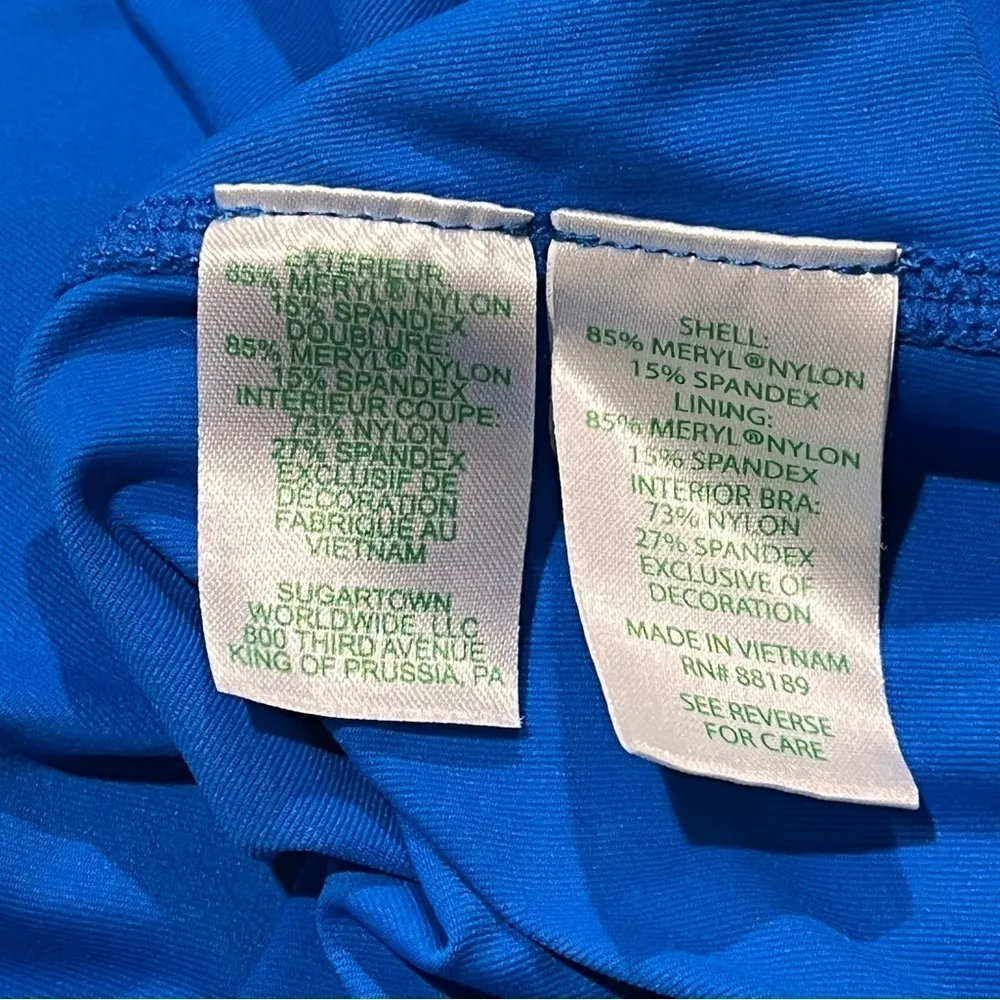 EXTERIEUR:
85% MERYL® NYLON
15% SPANDEX
DOUBLURE:
85% MERYL® NYLON
15% SPANDEX
INTERIEUR COUPE:
73% NYLON
27% SPANDEX
EXCLUSIF DE
DECORATION
FABRIQUE AU
VIETNAM
SUGARTOWN
WORLDWIDE, LLC
800 THIRD AVENUE
KING OF PRUSSIA, PA
SHELL:
85% MERYL®NYLON
15% SPANDEX
LINING:
85% MERYL®NYLON
15% SPANDEX
INTERIOR BRA:
73% NYLON
27% SPANDEX
EXCLUSIVE OF
DECORATION
MADE IN VIETNAM
RN# 88189
SEE REVERSE
FOR CARE